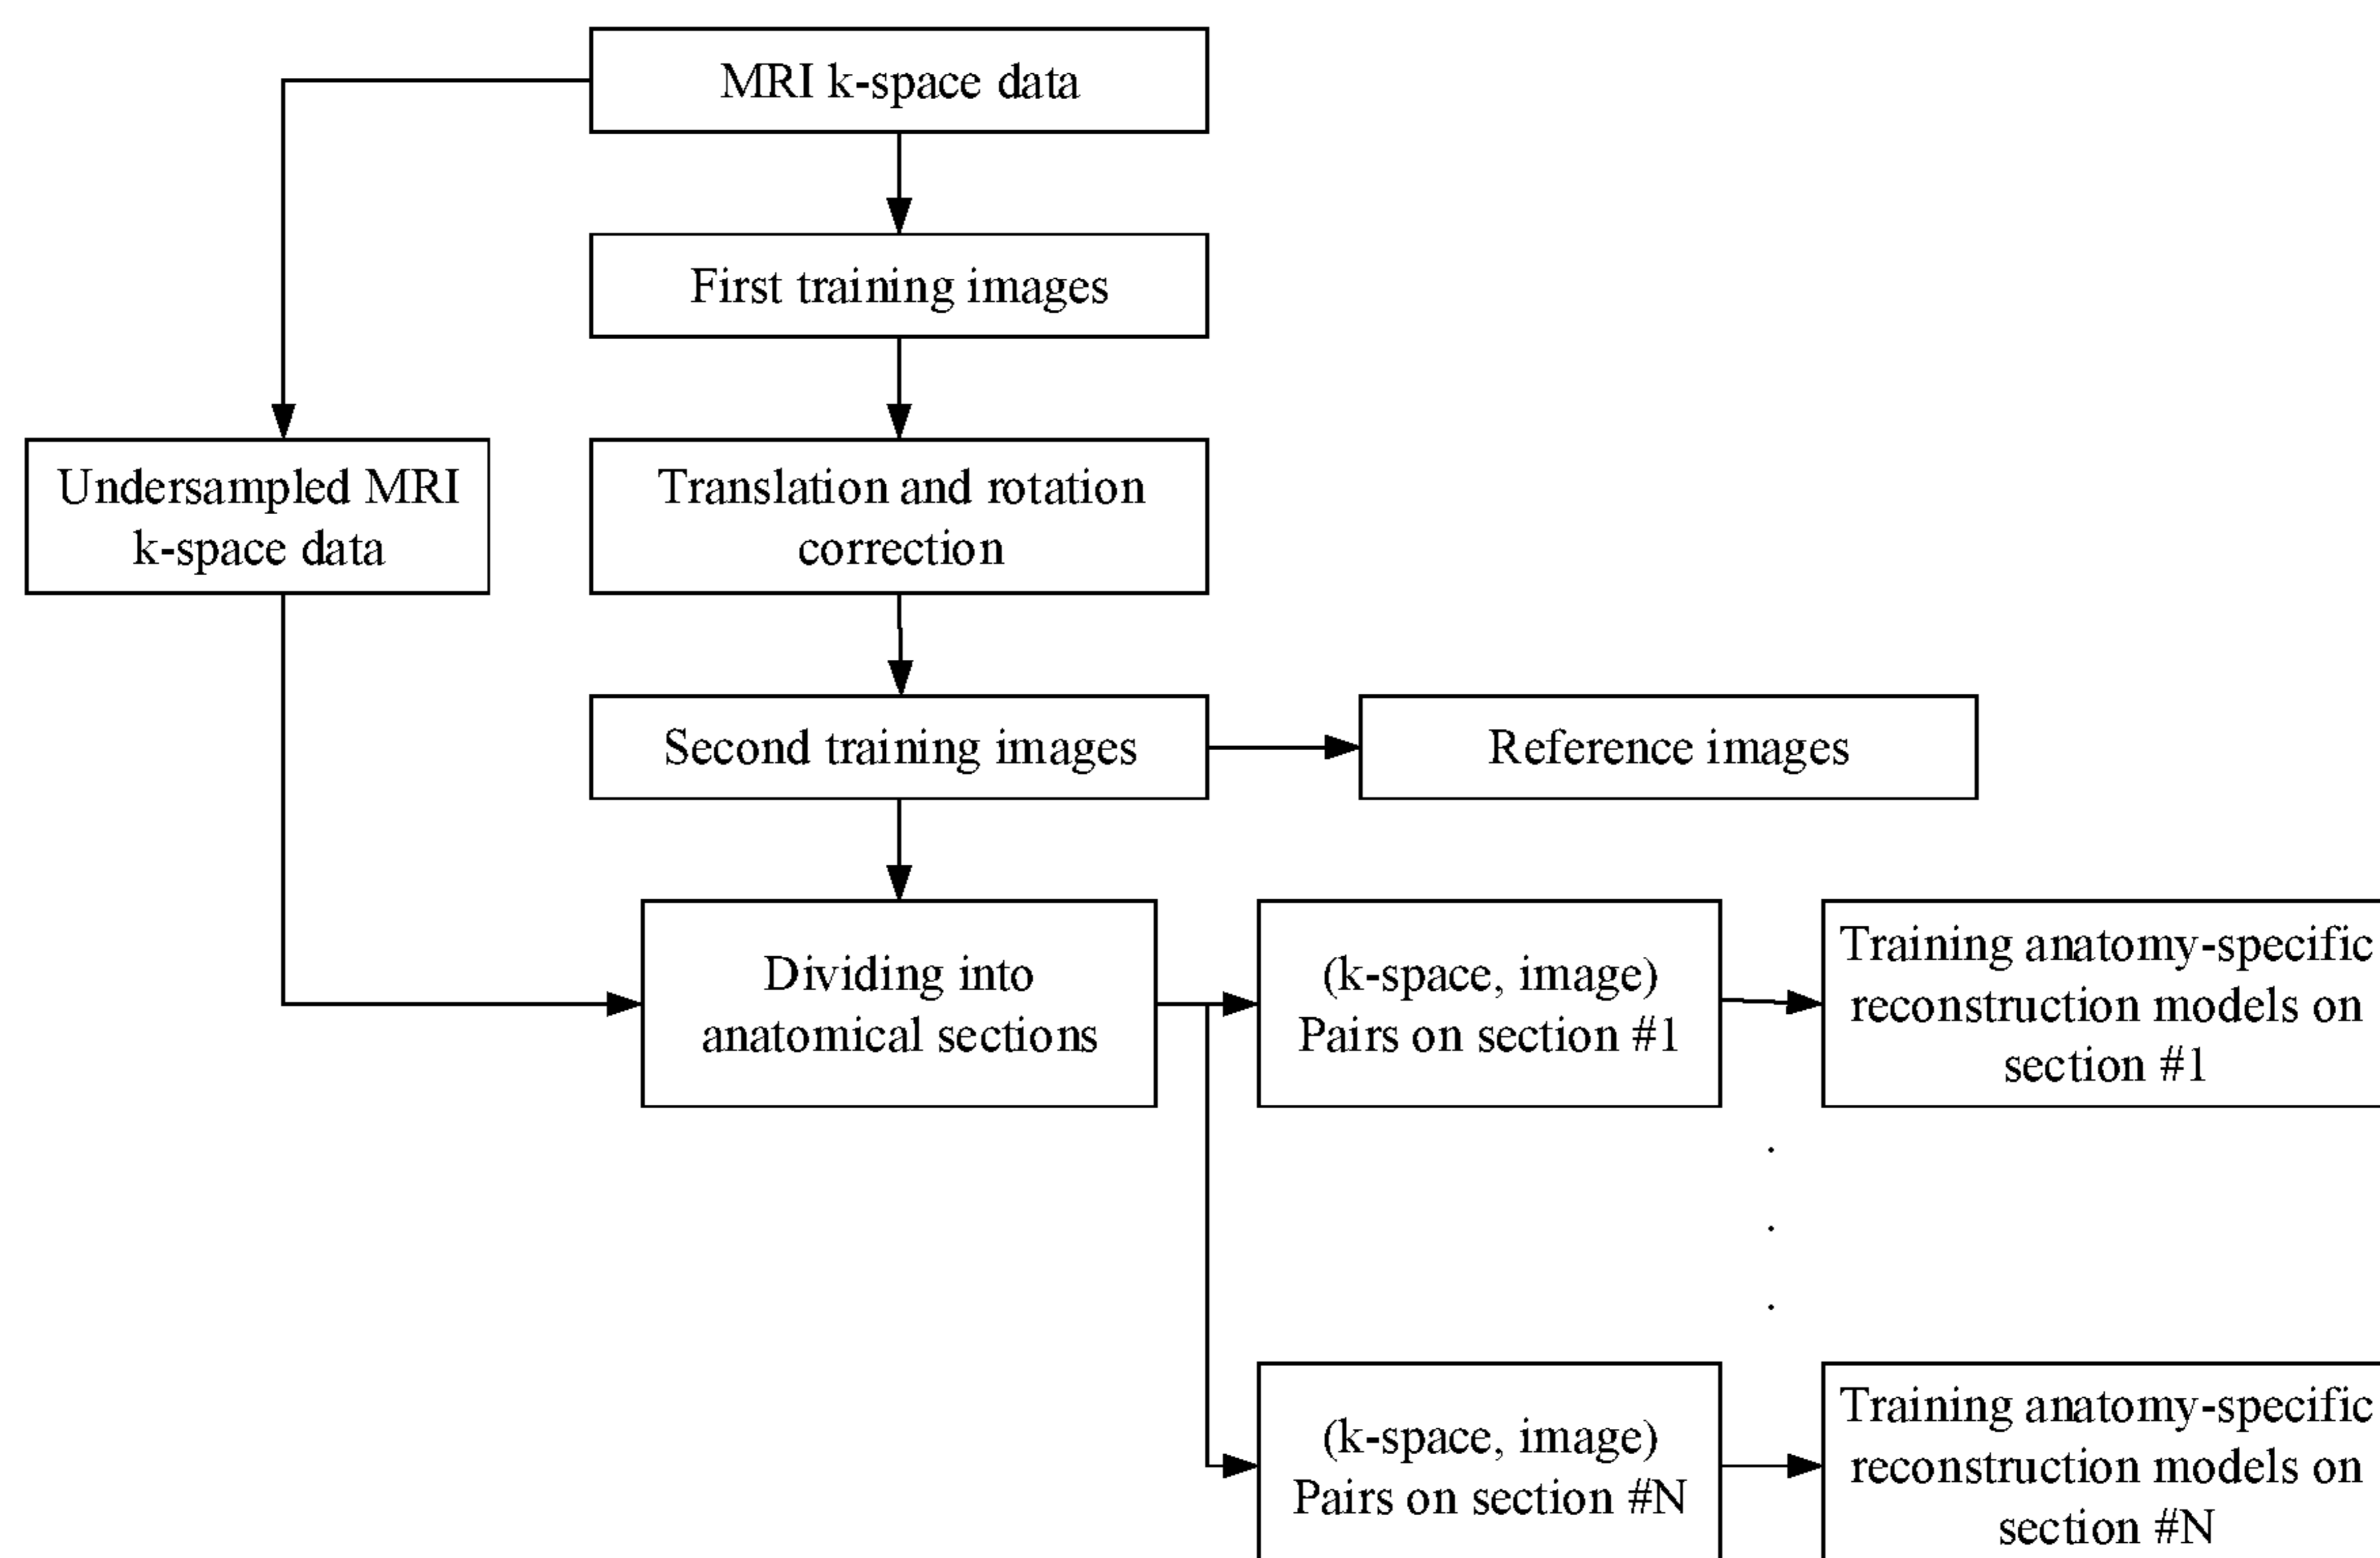 MRI k-space data
First training images
Undersampled MRI
k-space data
Translation and rotation
correction
Second training images
Reference images
Dividing into
anatomical sections
(k-space, image)
Pairs on section #1
Training anatomy-specific
reconstruction models on
section #1
.
.
.
(k-space, image)
Pairs on section #N
Training anatomy-specific
reconstruction models on
section #N